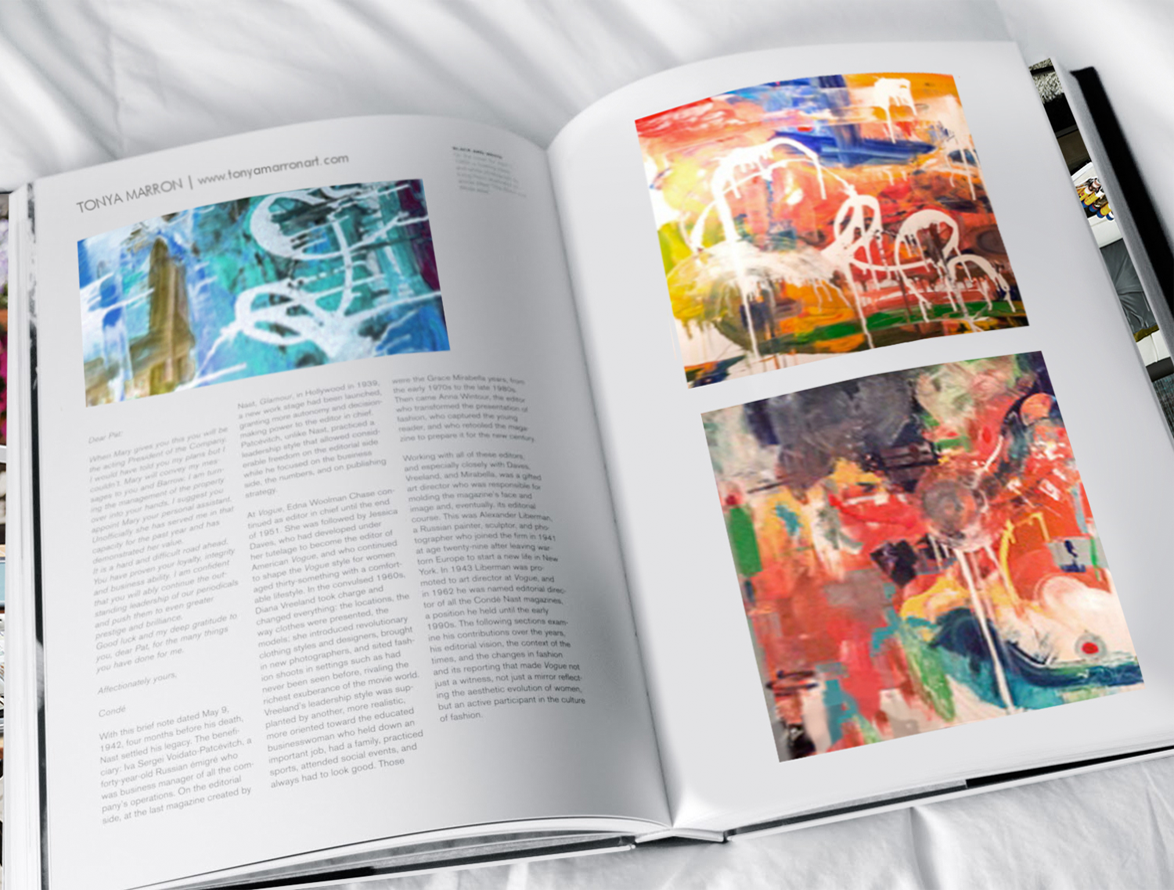 TONYA MARRON | www.tonyamarronart.com
BLACK AND WHITE
Dear Pat:
When Mary gives you this you will be
the acting President of the Company.
I would have told you my plans but I
couldn't. Mary will convey my mes-
sages to you and Barrow. I am turn-
ing the management of the property
over into your hands. I suggest you
appoint Mary your personal assistant.
Unofficially she has served me in that
capacity for the past year and has
demonstrated her value.
It is a hard and difficult road ahead.
You have proven your loyalty, integrity
and business ability. I am confident
that you will ably continue the out-
standing leadership of our periodicals
and push them to even greater
prestige and brilliance.
Good luck and my deep gratitude to
you, dear Pat, for the many things
you have done for me.
Affectionately yours,
Condé
With this brief note dated May 9,
1942, four months before his death,
Nast settled his legacy. The benefi-
ciary: Iva Sergei Voidato-Patcévitch, a
forty-year-old Russian émigré who
was business manager of all the com-
pany's operations. On the editorial
side, at the last magazine created by
Nast, Glamour, in Hollywood in 1939,
a new work stage had been launched,
granting more autonomy and decision-
making power to the editor in chief.
Patcévitch, unlike Nast, practiced a
leadership style that allowed consid-
erable freedom on the editorial side
while he focused on the business
side, the numbers, and on publishing
strategy.
At Vogue, Edna Woolman Chase con-
tinued as editor in chief until the end
of 1951. She was followed by Jessica
Daves, who had developed under
her tutelage to become the editor of
American Vogue, and who continued
to shape the Vogue style for women
aged thirty-something with a comfort-
able lifestyle. In the convulsed 1960s,
Diana Vreeland took charge and
changed everything: the locations, the
way clothes were presented, the
models; she introduced revolutionary
clothing styles and designers, brought
in new photographers, and sited fash-
ion shoots in settings such as had
never been seen before, rivaling the
richest exuberance of the movie world.
Vreeland's leadership style was sup-
planted by another, more realistic,
more oriented toward the educated
businesswoman who held down an
important job, had a family, practiced
sports, attended social events, and
always had to look good. Those
were the Grace Mirabella years, from
the early 1970s to the late 1980s.
Then came Anna Wintour, the editor
who transformed the presentation of
fashion, who captured the young
reader, and who retooled the maga
zine to prepare it for the new century.
Working with all of these editors,
and especially closely with Daves,
Vreeland, and Mirabella, was a gifted
art director who was responsible for
molding the magazine's face and
image and, eventually, its editorial
course. This was Alexander Liberman,
a Russian painter, sculptor, and pho-
tographer who joined the firm in 1941
at age twenty-nine after leaving war-
torn Europe to start a new life in New
York. In 1943 Liberman was pro-
moted to art director at Vogue, and
in 1962 he was named editorial direc-
tor of all the Condé Nast magazines,
a position he held until the early
1990s. The following sections exam-
ine his contributions over the years,
his editorial vision, the context of the
times, and the changes in fashion
and its reporting that made Vogue not
just a witness, not just a mirror reflect-
ing the aesthetic evolution of women,
but an active participant in the culture
of fashion.